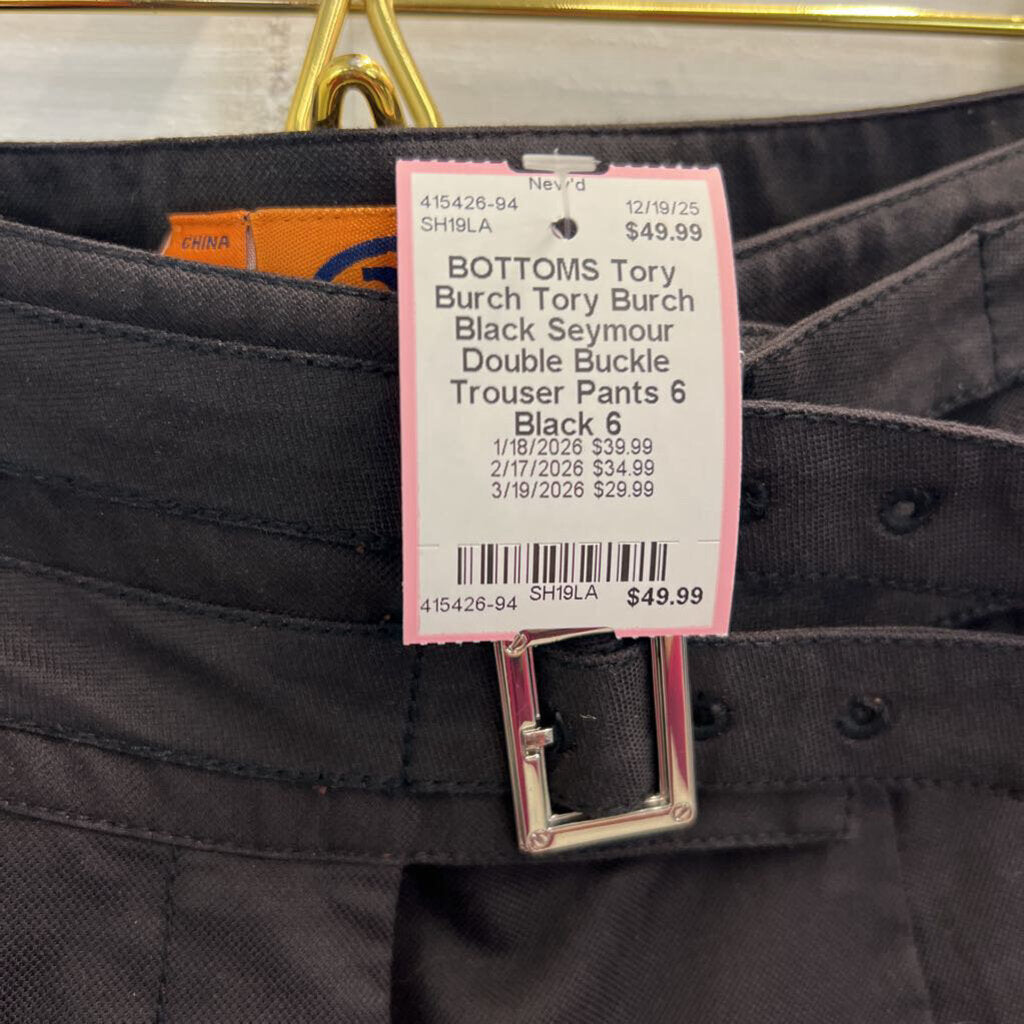 CHINA
New'd
415426-94
12/19/25
SH19LA
$49.99
BOTTOMS Tory
Burch Tory Burch
Black Seymour
Double Buckle
Trouser Pants 6
Black 6
1/18/2026 $39.99
2/17/2026 $34.99
3/19/2026 $29.99
415426-94 SH19LA $49.99